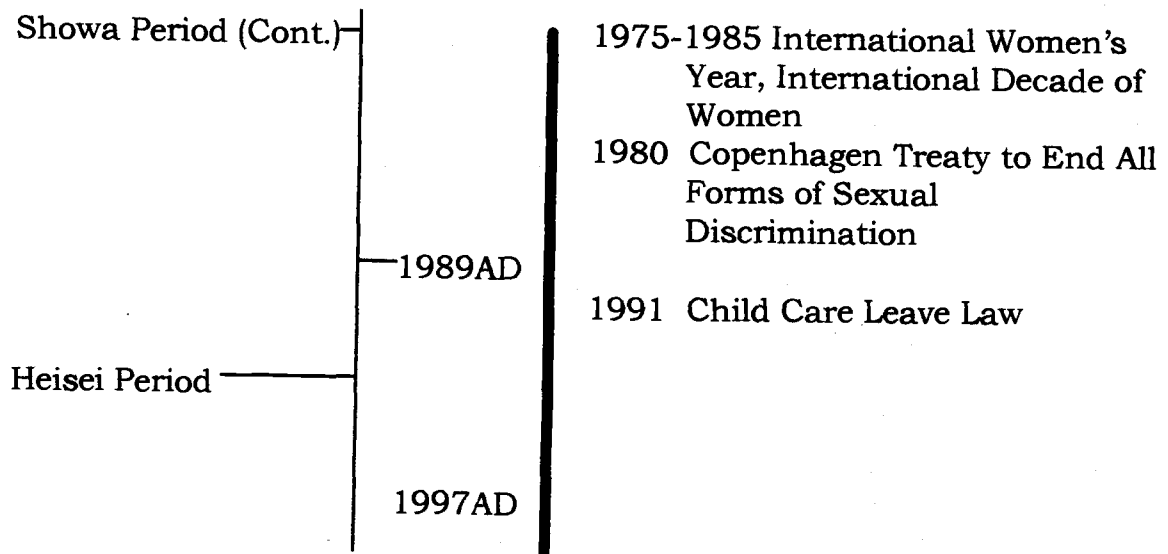 Showa Period (Cont.)
1975-1985 International Women's
Year, International Decade of
Women
1980 Copenhagen Treaty to End All
Forms of Sexual
Discrimination
1989AD
1991 Child Care Leave Law
Heisei Period
1997AD